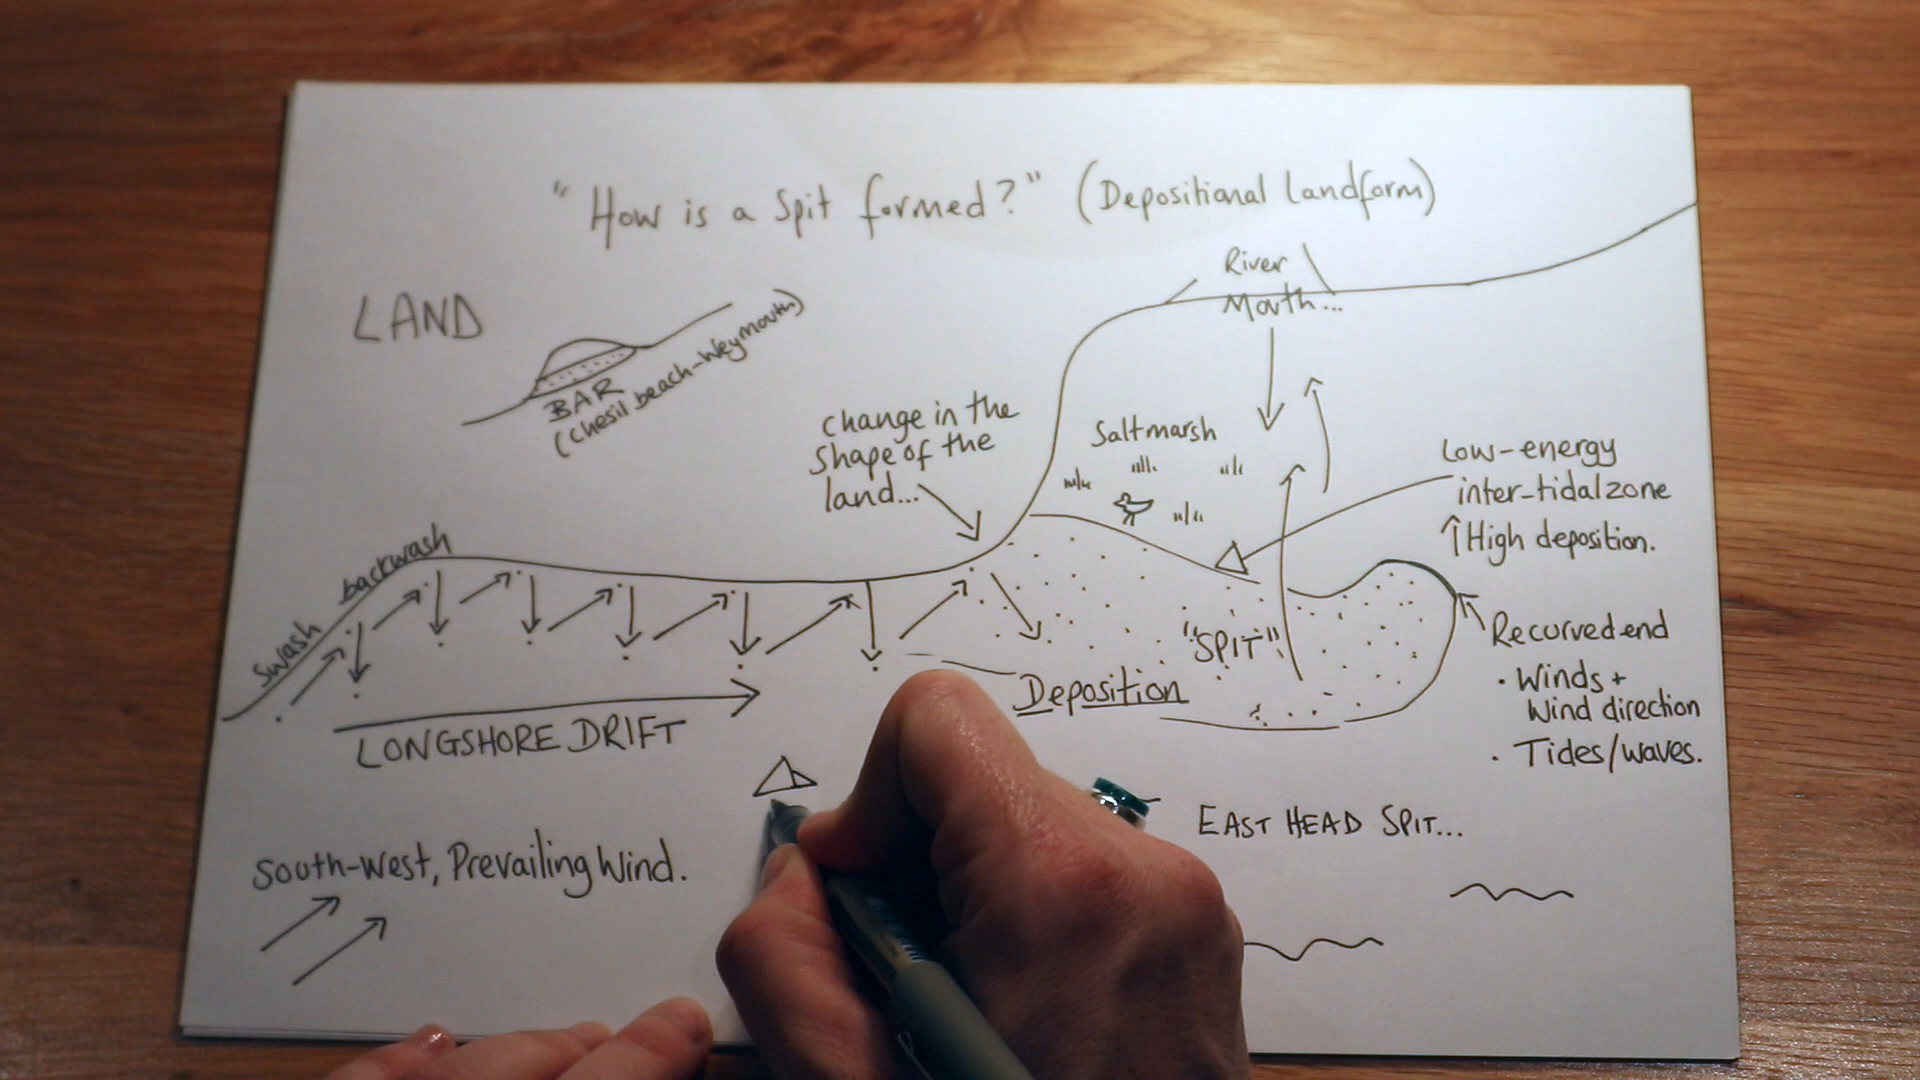 "How is a Spit formed?" (Depositional landform)
River
Mouth...
LAND
BAR
(Chesil beach-Weymouth)
change in the
shape of the
land...
Saltmarsh
Low-energy
inter-tidal zone
↑High deposition.
backwash
swash
"SPIT"
Recurved end
• Winds +
Wind direction
• Tides/waves.
Deposition
LONGSHORE DRIFT
EAST HEAD SPIT...
South-west, Prevailing Wind.